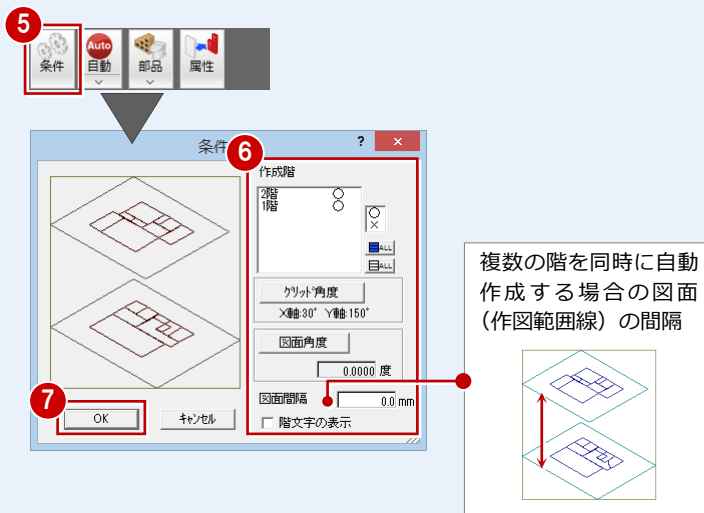 5
条件
Auto
自動
部品
属性
条件
?
×
6
作成階
2階 ○
1階 ○
○
×
ALL
ALL
グリッド角度
X軸:30° Y軸:150°
図面角度
0.0000 度
図面間隔
0.0 mm
階文字の表示
7
OK
キャンセル
複数の階を同時に自動
作成する場合の図面
(作図範囲線)の間隔